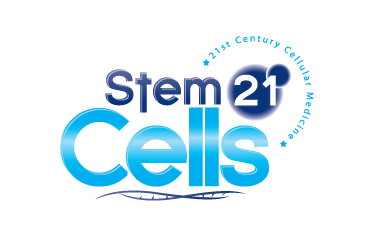 21st Century Cellular Medicine
Stem 21
Cells